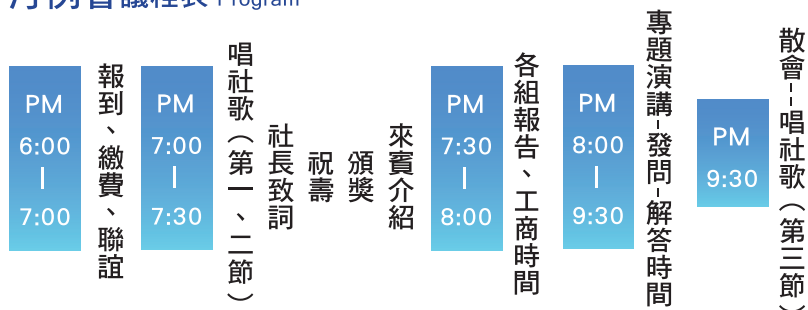 月例會議程表 Program
PM 6:00 | 7:00
報到、繳費、聯誼
PM 7:00 | 7:30
唱社歌（第一、二節）
社長致詞
祝壽
頒獎
來賓介紹
PM 7:30 | 8:00
各組報告、工商時間
PM 8:00 | 9:30
專題演講--發問--解答時間
PM 9:30
散會--唱社歌（第三節）